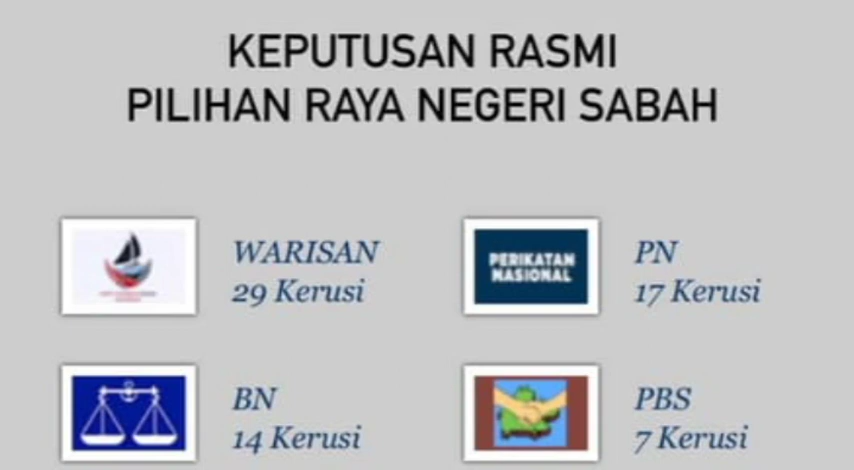 KEPUTUSAN RASMI
PILIHAN RAYA NEGERI SABAH
WARISAN
29 Kerusi
PERIKATAN
NASIONAL
PN
17 Kerusi
BN
14 Kerusi
PBS
7 Kerusi